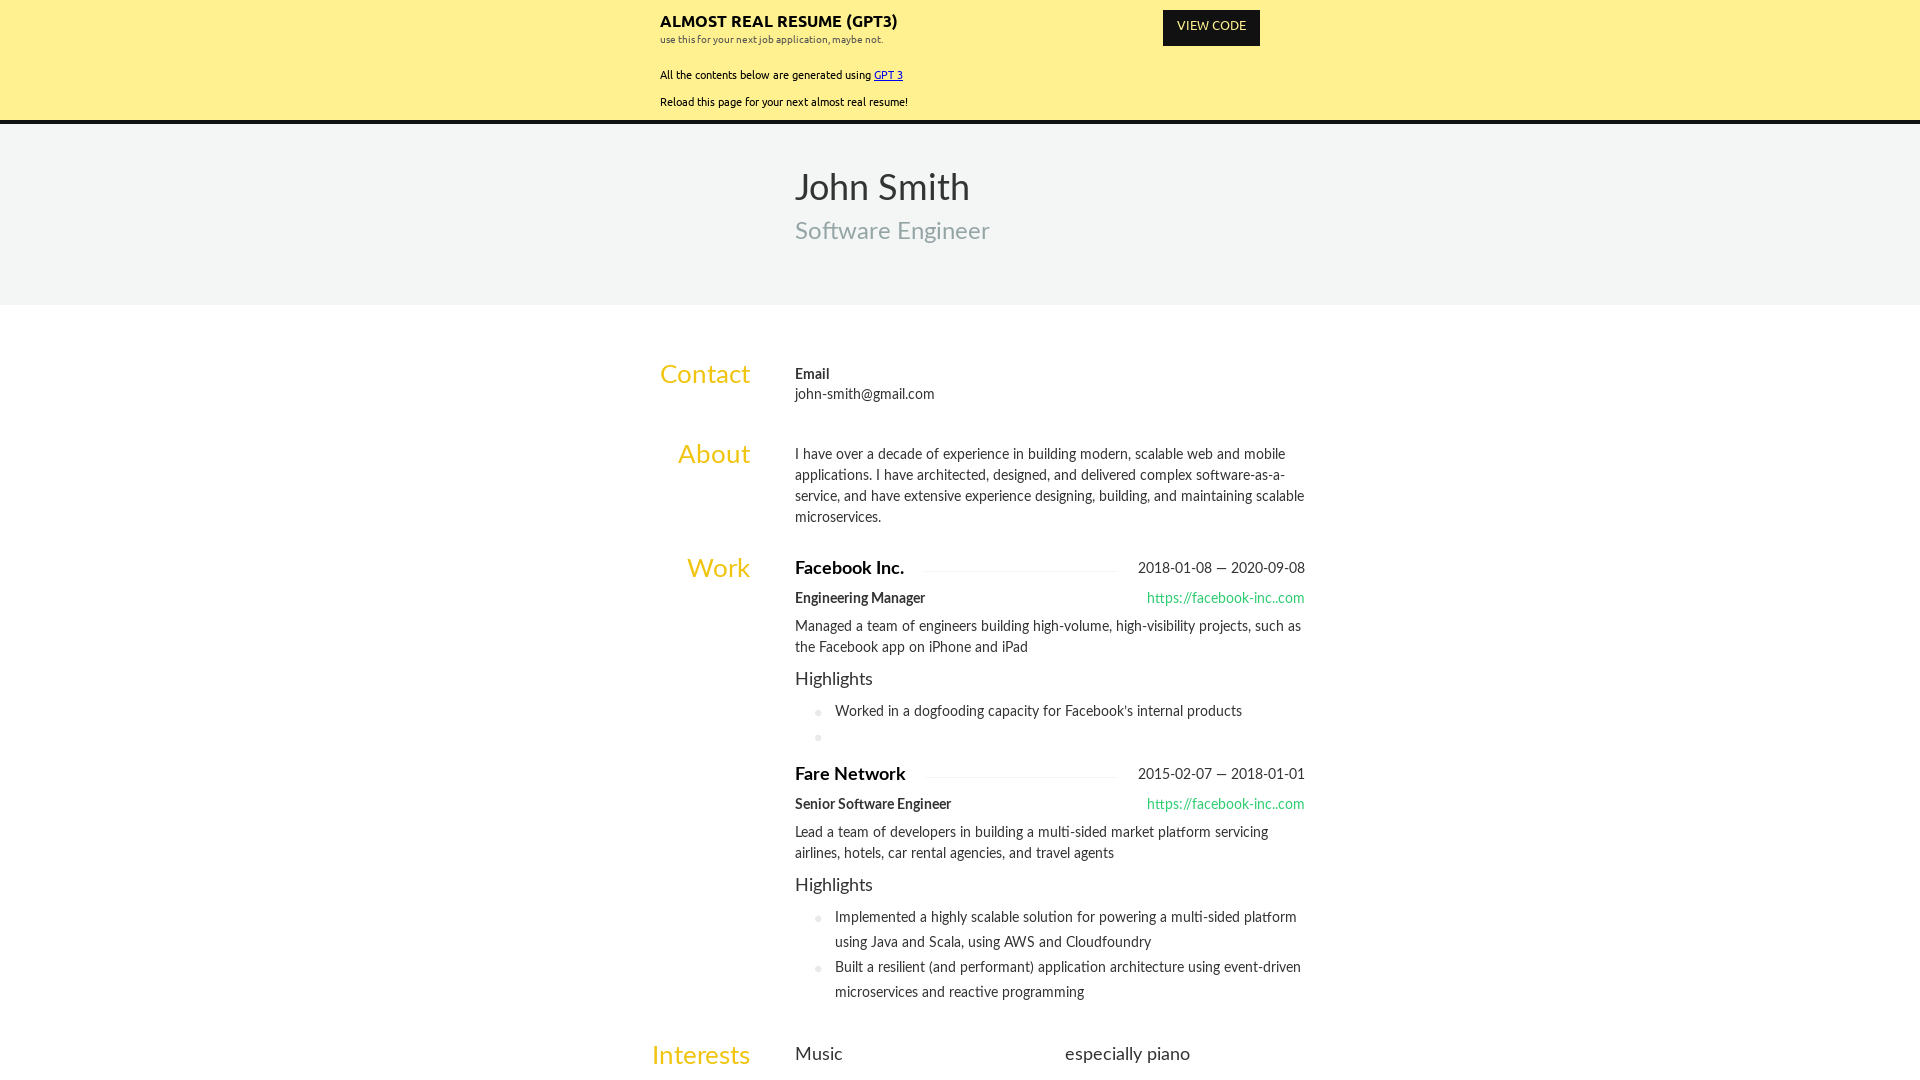 ALMOST REAL RESUME (GPT3)
use this for your next job application, maybe not.
VIEW CODE
All the contents below are generated using GPT 3
Reload this page for your next almost real resume!
John Smith
Software Engineer
Contact
Email
john-smith@gmail.com
About
I have over a decade of experience in building modern, scalable web and mobile
applications. I have architected, designed, and delivered complex software-as-a-
service, and have extensive experience designing, building, and maintaining scalable
microservices.
Work
Facebook Inc.
2018-01-08 — 2020-09-08
Engineering Manager
https://facebook-inc..com
Managed a team of engineers building high-volume, high-visibility projects, such as
the Facebook app on iPhone and iPad
Highlights
Worked in a dogfooding capacity for Facebook's internal products
Fare Network
2015-02-07 — 2018-01-01
Senior Software Engineer
https://facebook-inc..com
Lead a team of developers in building a multi-sided market platform servicing
airlines, hotels, car rental agencies, and travel agents
Highlights
Implemented a highly scalable solution for powering a multi-sided platform
using Java and Scala, using AWS and Cloudfoundry
Built a resilient (and performant) application architecture using event-driven
microservices and reactive programming
Interests
Music
especially piano